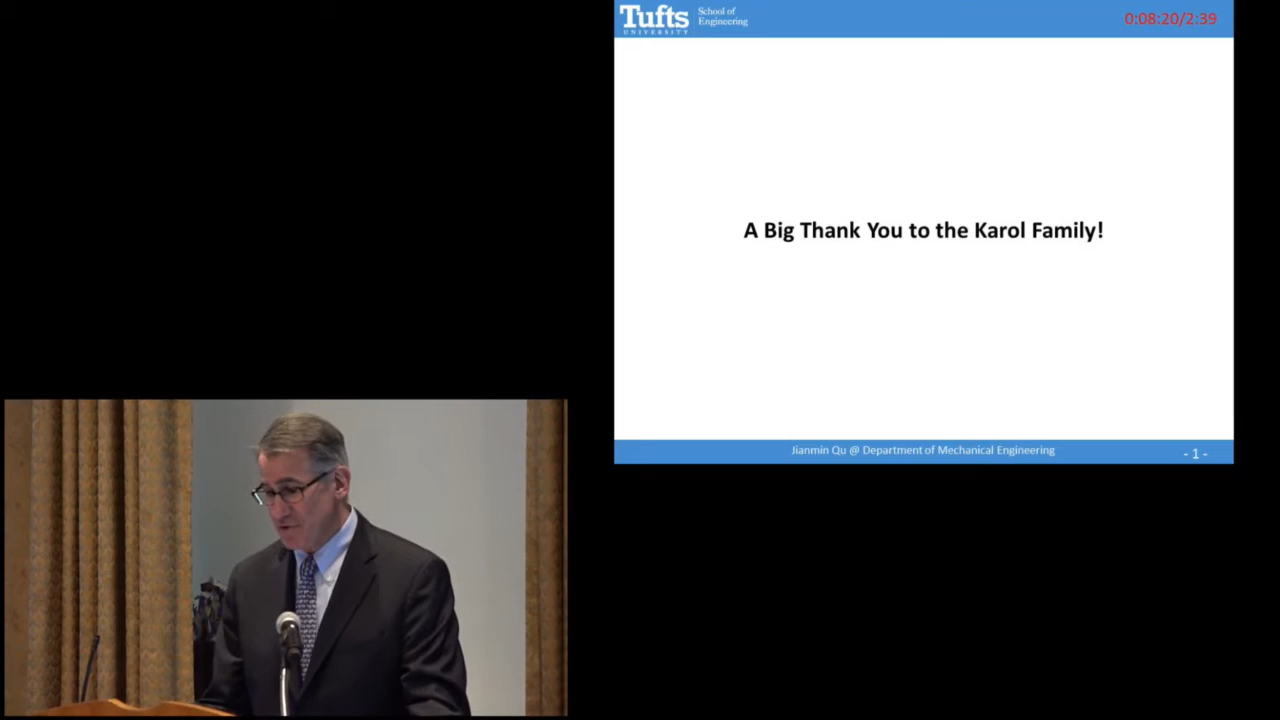 Tufts
UNIVERSITY
School of
Engineering
0:08:20/2:39
A Big Thank You to the Karol Family!
Jianmin Qu @ Department of Mechanical Engineering
- 1 -